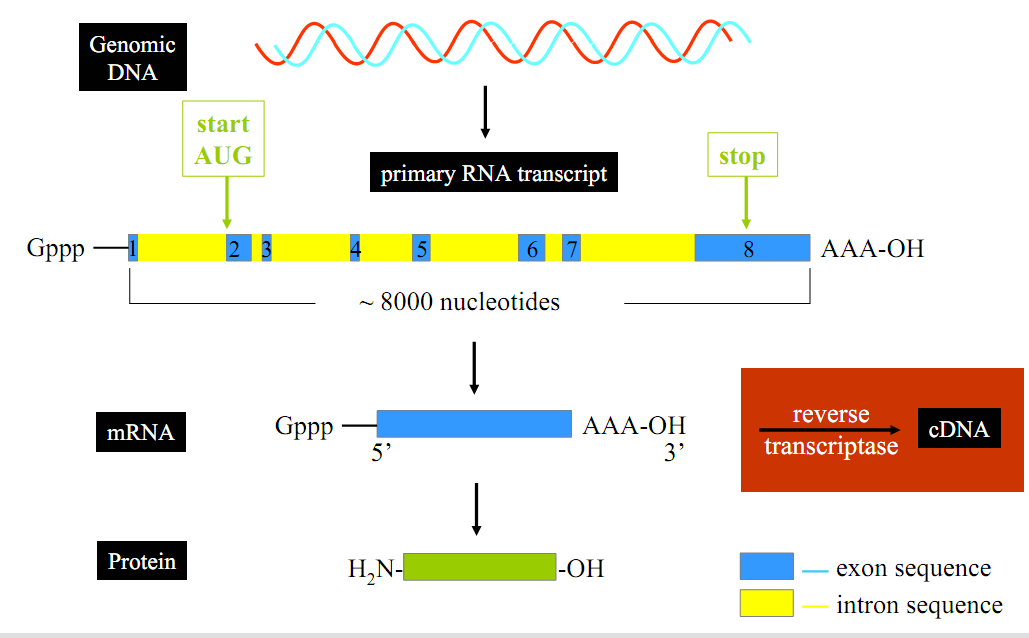 Genomic
DNA
start
AUG
primary RNA transcript
stop
Gppp
1
2
3
4
5
6
7
8
AAA-OH
~ 8000 nucleotides
mRNA
Gppp
AAA-OH
5’
3’
reverse
transcriptase
cDNA
Protein
H₂N-
-OH
exon sequence
intron sequence